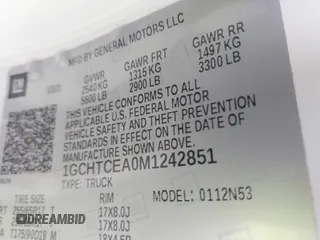 MFD BY GENERAL MOTORS LLC
GVWR GAWR FRT GAWR RR
2540 KG 1315 KG 1497 KG
5600 LB 2900 LB 3300 LB
THIS VEHICLE CONFORMS TO ALL
APPLICABLE U.S. FEDERAL MOTOR
VEHICLE SAFETY AND THEFT PREVENTION
STANDARDS IN EFFECT ON THE DATE OF
MANUFACTURE SHOWN ABOVE.
1GCHTCEA0M1242851
TYPE: TRUCK MODEL: 0112N53
TIRE SIZE RIM
17X8.0J
17X8.0J
DREAMBID